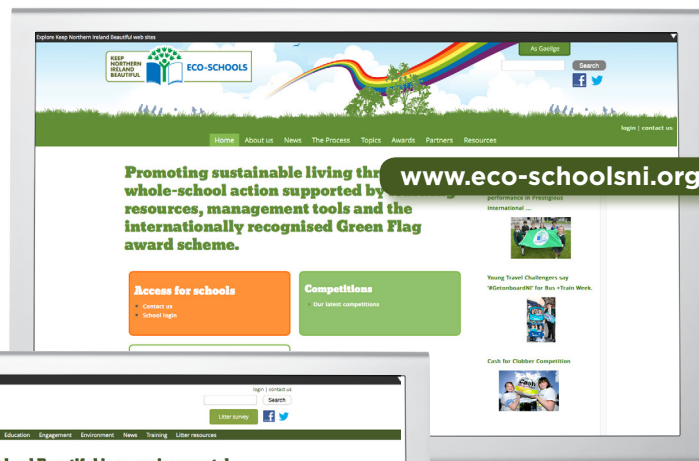 Explore Keep Northern Ireland Beautiful web sites
KEEP
NORTHERN
IRELAND
BEAUTIFUL
ECO-SCHOOLS
As Gaeilge
Search
login | contact us
Home About us News The Process Topics Awards Partners Resources
www.eco-schoolsni.org
Promoting sustainable living
whole-school action supported by
resources, management tools and the
internationally recognised Green Flag
award scheme.
performance in Prestigious
International ...
Access for schools
Contact us
School login
Competitions
Our latest competitions
Young Travel Challengers say
'#GetonboardNI' for Bus +Train Week.
Cash for Clobber Competition
login | contact us
Search
Litter survey
Education Engagement Environment News Training Litter resources